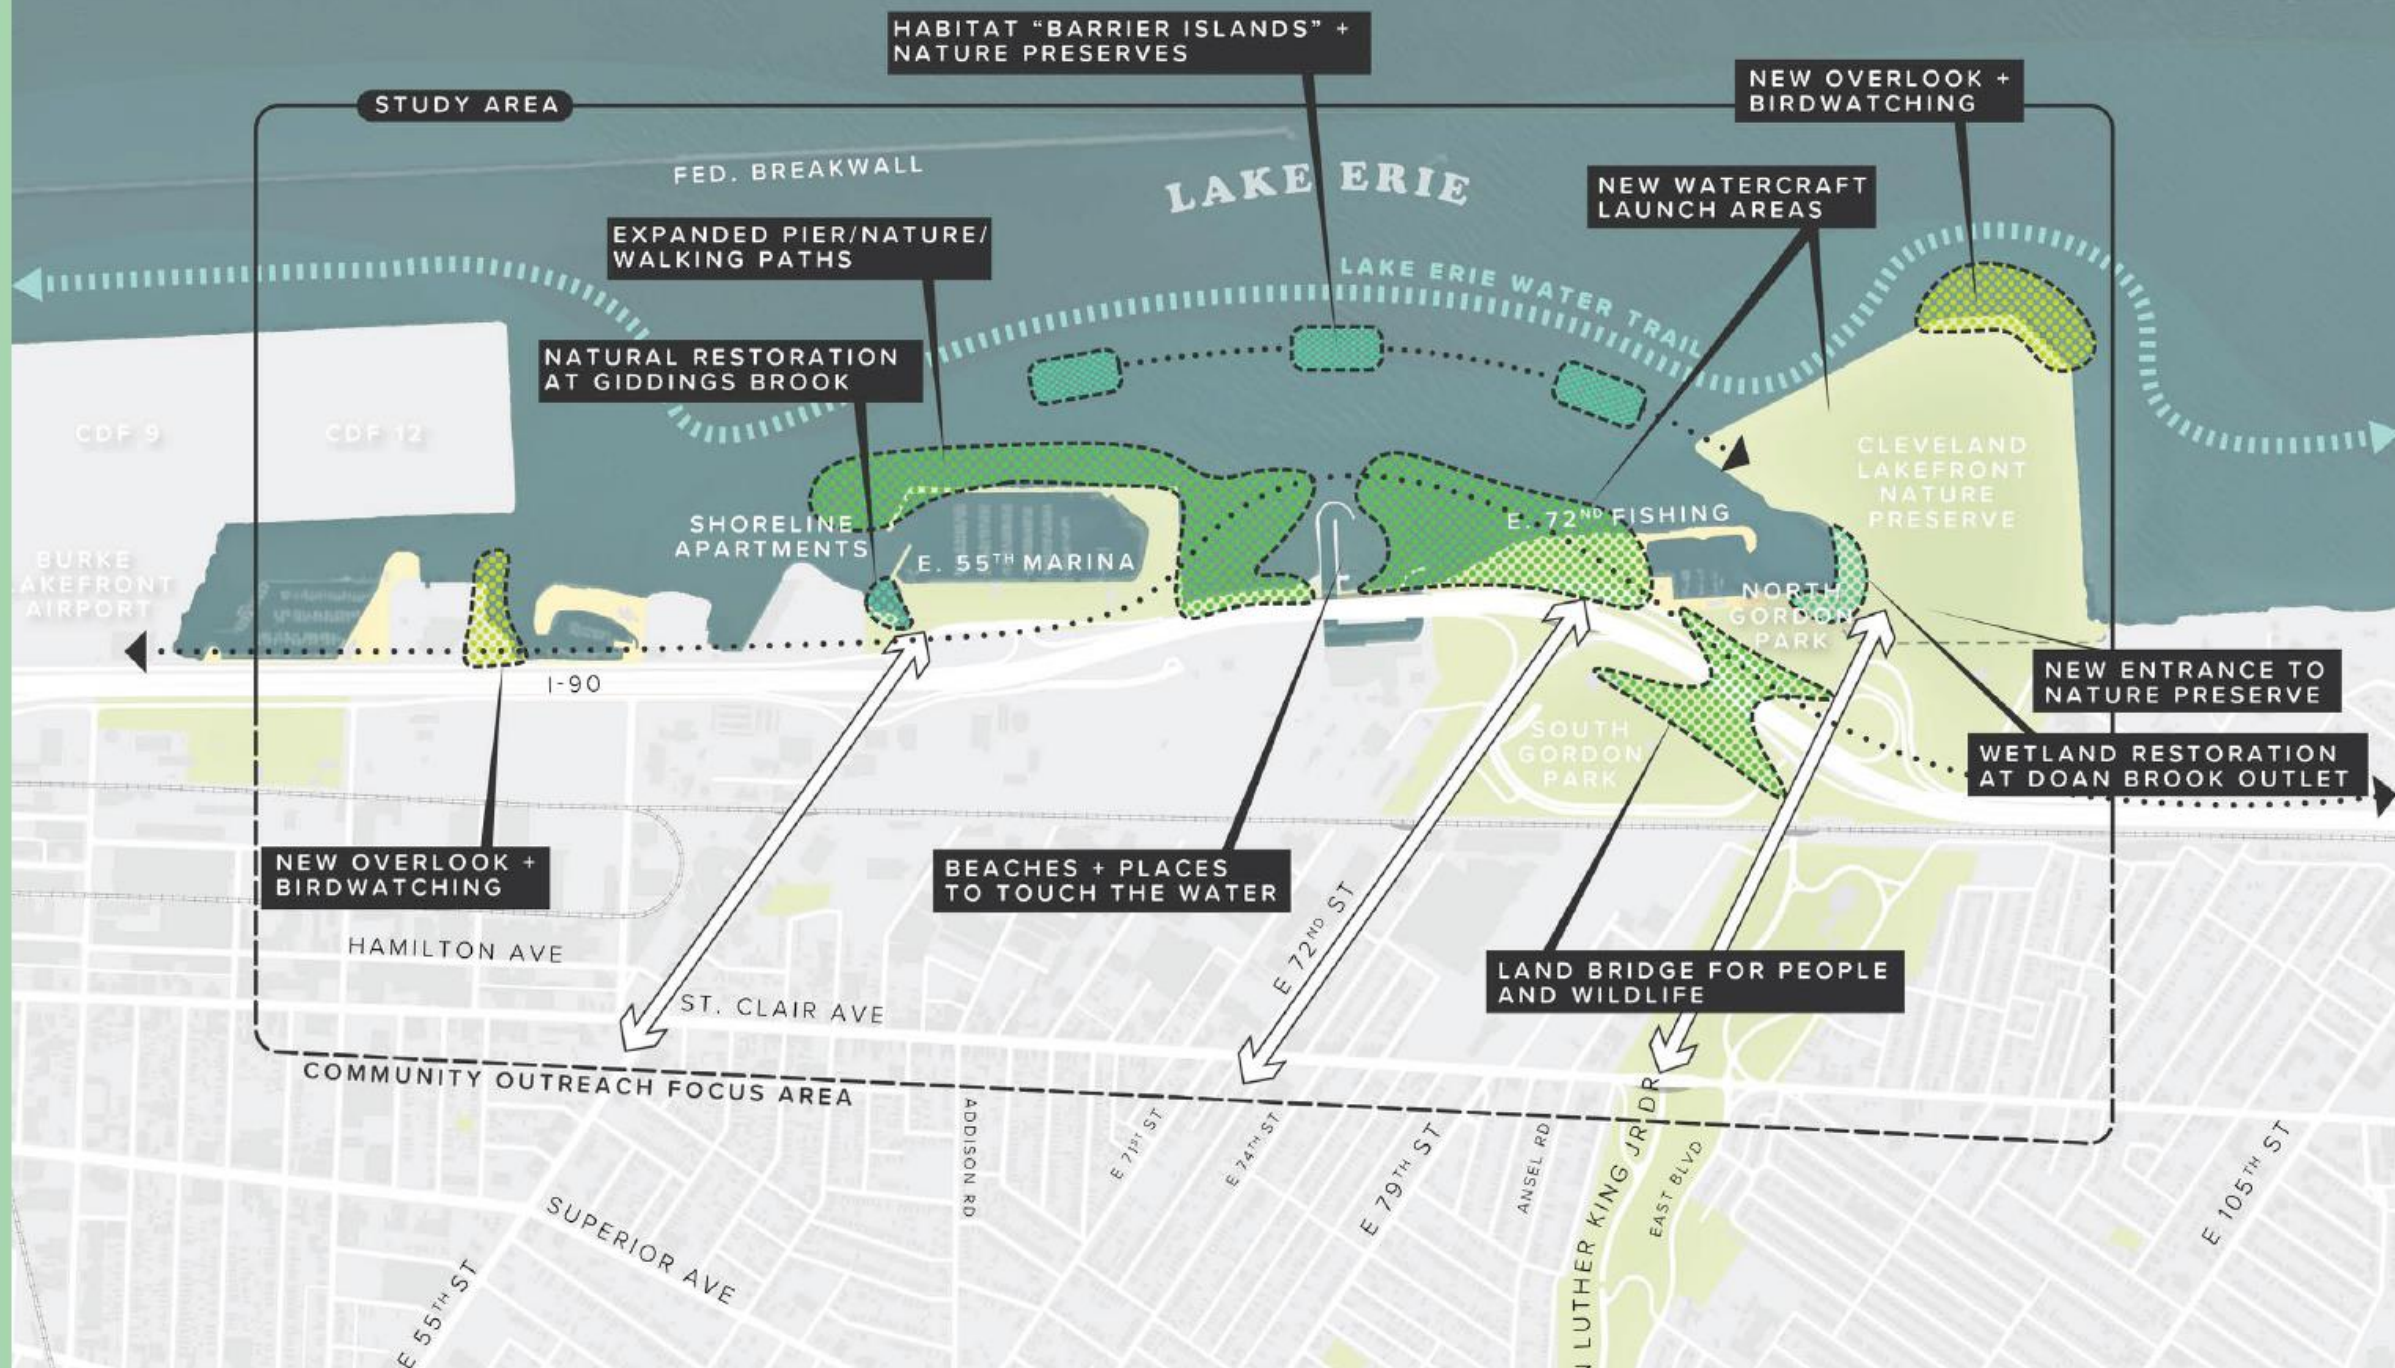 HABITAT “BARRIER ISLANDS” +
NATURE PRESERVES
NEW OVERLOOK +
BIRDWATCHING
STUDY AREA
FED. BREAKWALL
LAKE ERIE
NEW WATERCRAFT
LAUNCH AREAS
EXPANDED PIER/NATURE/
WALKING PATHS
LAKE ERIE WATER TRAIL
NATURAL RESTORATION
AT GIDDINGS BROOK
CDF 9
CDF 12
CLEVELAND
LAKEFRONT
NATURE
PRESERVE
SHORELINE
APARTMENTS
E. 72ND FISHING
E. 55TH MARINA
BURKE
AKEFRONT
AIRPORT
NORTH
GORDON
PARK
I-90
NEW ENTRANCE TO
NATURE PRESERVE
SOUTH
GORDON
PARK
WETLAND RESTORATION
AT DOAN BROOK OUTLET
NEW OVERLOOK +
BIRDWATCHING
BEACHES + PLACES
TO TOUCH THE WATER
HAMILTON AVE
E 72ND ST
LAND BRIDGE FOR PEOPLE
AND WILDLIFE
ST. CLAIR AVE
COMMUNITY OUTREACH FOCUS AREA
ADDISON RD
E 71ST ST
E 74TH ST
E 79TH ST
ANSEL RD
LUTHER KING JR DR
EAST BLVD
E 105TH ST
SUPERIOR AVE
E 55TH ST